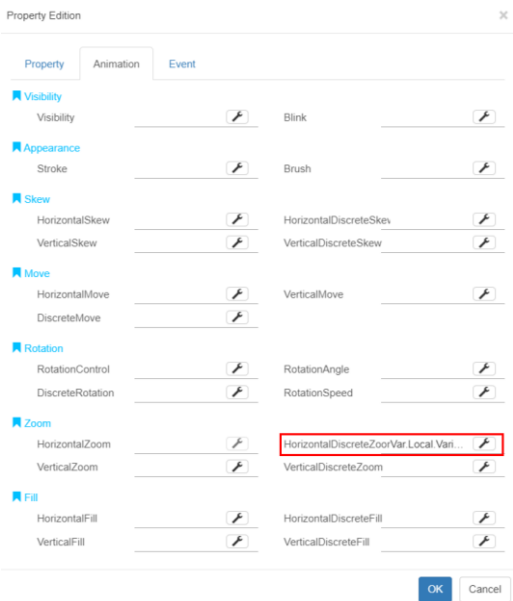 Property Edition ×
Property Animation Event
Visibility
Visibility Blink
Appearance
Stroke Brush
Skew
HorizontalSkew HorizontalDiscreteSkev
VerticalSkew VerticalDiscreteSkew
Move
HorizontalMove VerticalMove
DiscreteMove
Rotation
RotationControl RotationAngle
DiscreteRotation RotationSpeed
Zoom
HorizontalZoom HorizontalDiscreteZoorVar.Local.Vari...
VerticalZoom VerticalDiscreteZoom
Fill
HorizontalFill HorizontalDiscreteFill
VerticalFill VerticalDiscreteFill
OK Cancel